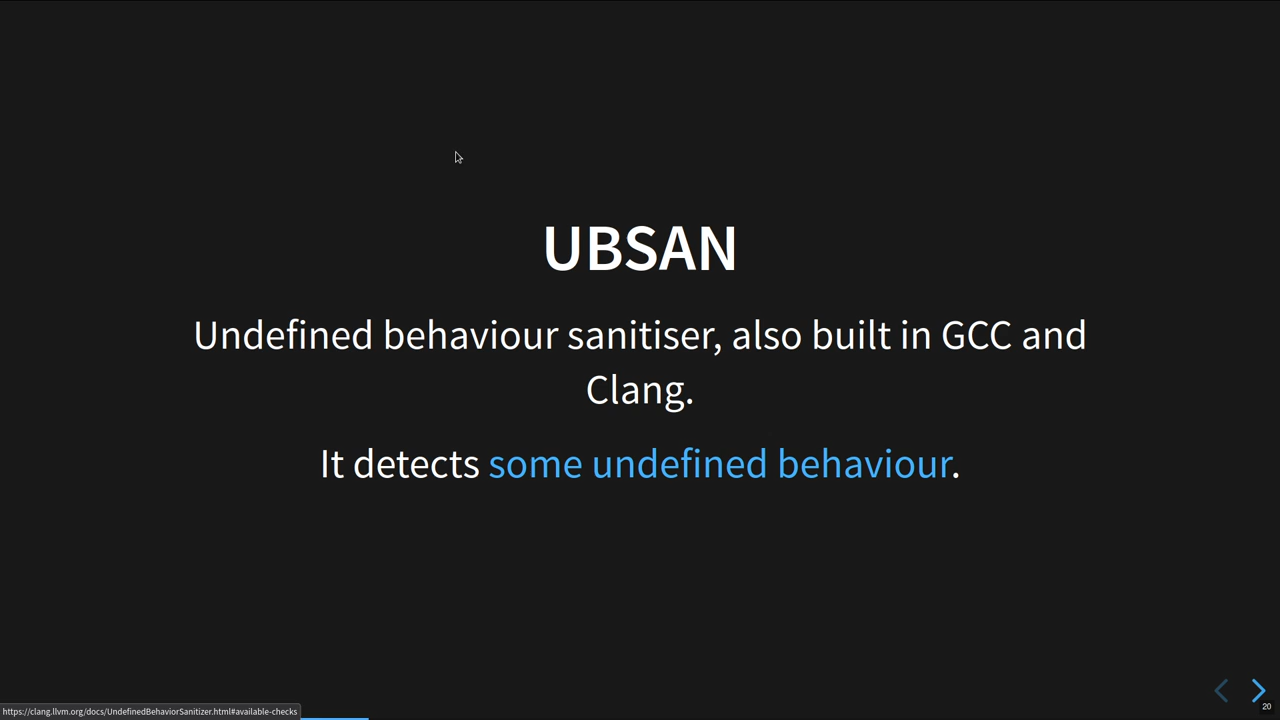 UBSAN
Undefined behaviour sanitiser, also built in GCC and
Clang.
It detects some undefined behaviour.
https://clang.llvm.org/docs/UndefinedBehaviorSanitizer.html#available-checks
20